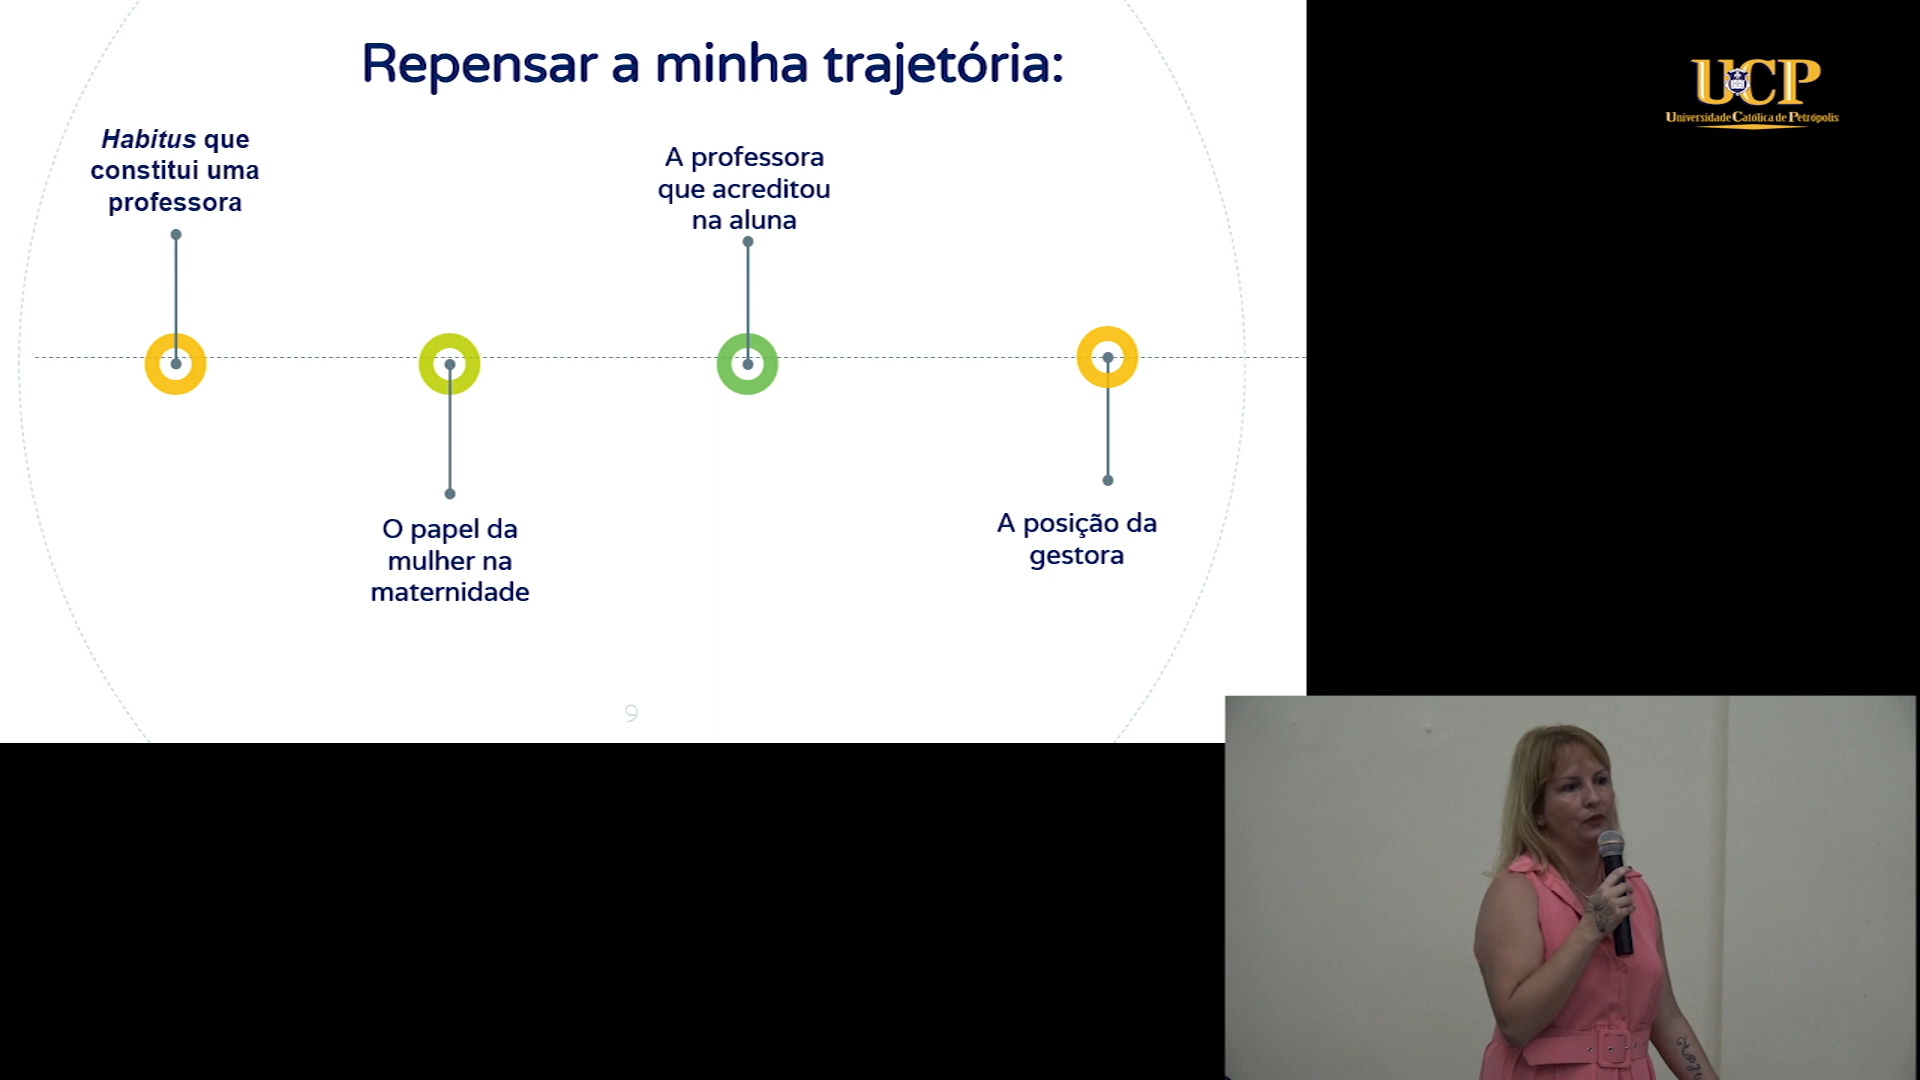 Repensar a minha trajetória:
Habitus que
constitui uma
professora
O papel da
mulher na
maternidade
A professora
que acreditou
na aluna
A posição da
gestora
9
UCP
Universidade Católica de Petrópolis